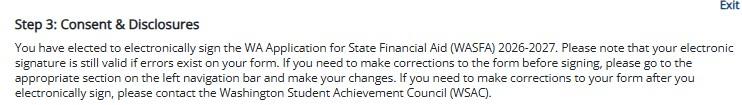 Exit
Step 3: Consent & Disclosures
You have elected to electronically sign the WA Application for State Financial Aid (WASFA) 2026-2027. Please note that your electronic
signature is still valid if errors exist on your form. If you need to make corrections to the form before signing, please go to the
appropriate section on the left navigation bar and make your changes. If you need to make corrections to your form after you
electronically sign, please contact the Washington Student Achievement Council (WSAC).